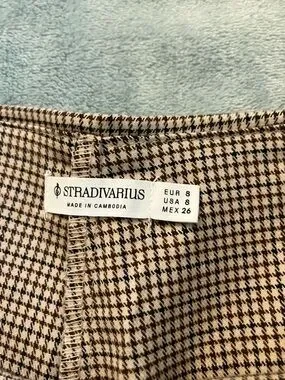 STRADIVARIUS
MADE IN CAMBODIA
EUR S
USA S
MEX 26